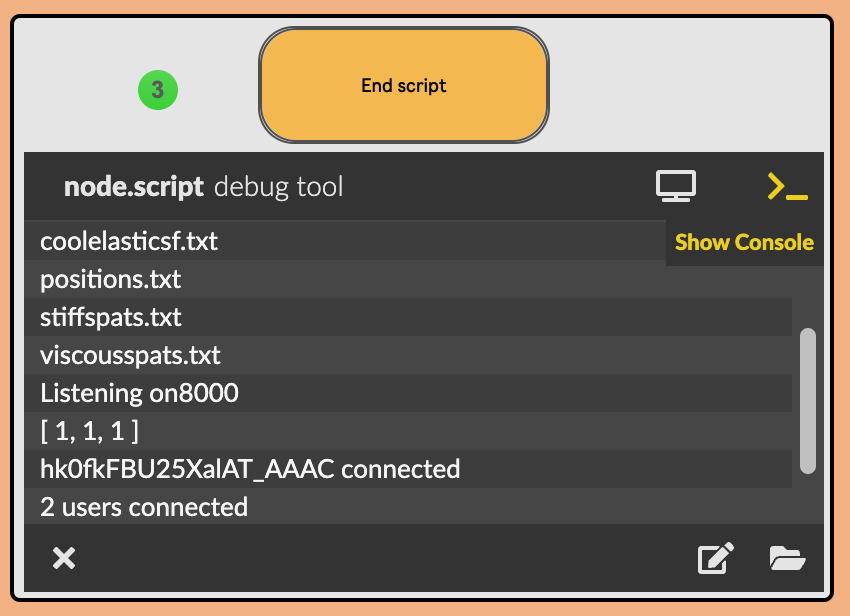 End script
3
node.script debug tool
Show Console
coolelasticsf.txt
positions.txt
stiffspats.txt
viscousspats.txt
Listening on8000
[ 1, 1, 1 ]
hk0fkFBU25XalAT_AAAC connected
2 users connected